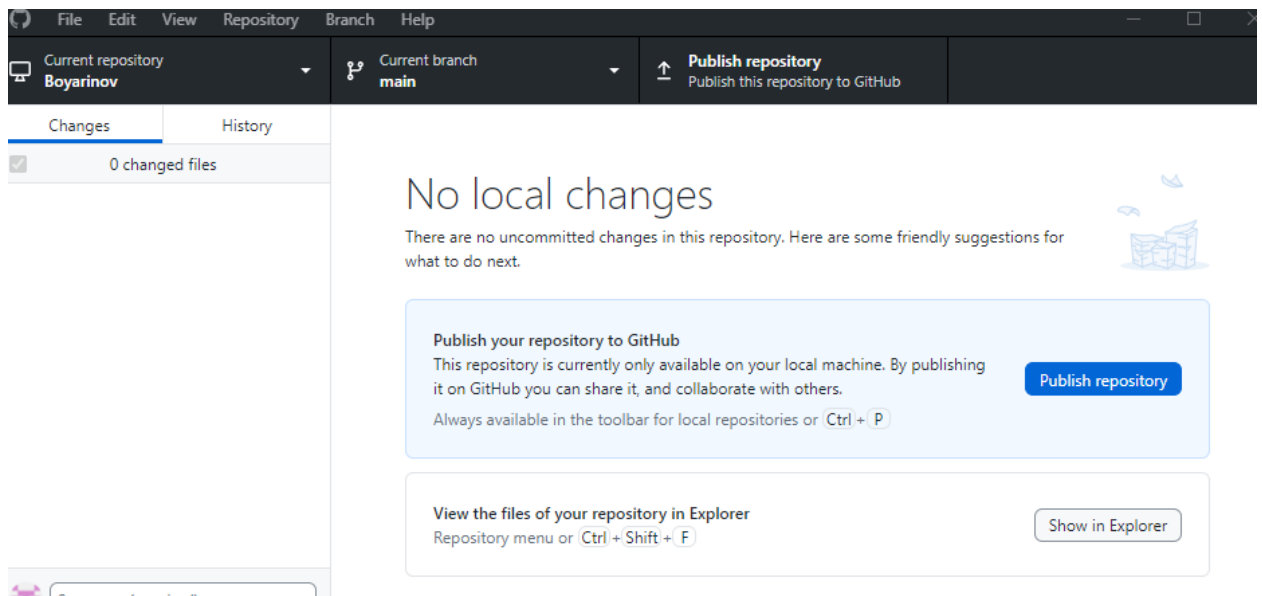 File Edit View Repository Branch Help
Current repository
Boyarinov
Current branch
main
Publish repository
Publish this repository to GitHub
Changes History
0 changed files
No local changes
There are no uncommitted changes in this repository. Here are some friendly suggestions for
what to do next.
Publish your repository to GitHub
This repository is currently only available on your local machine. By publishing
it on GitHub you can share it, and collaborate with others.
Always available in the toolbar for local repositories or Ctrl + P
Publish repository
View the files of your repository in Explorer
Repository menu or Ctrl + Shift + F
Show in Explorer